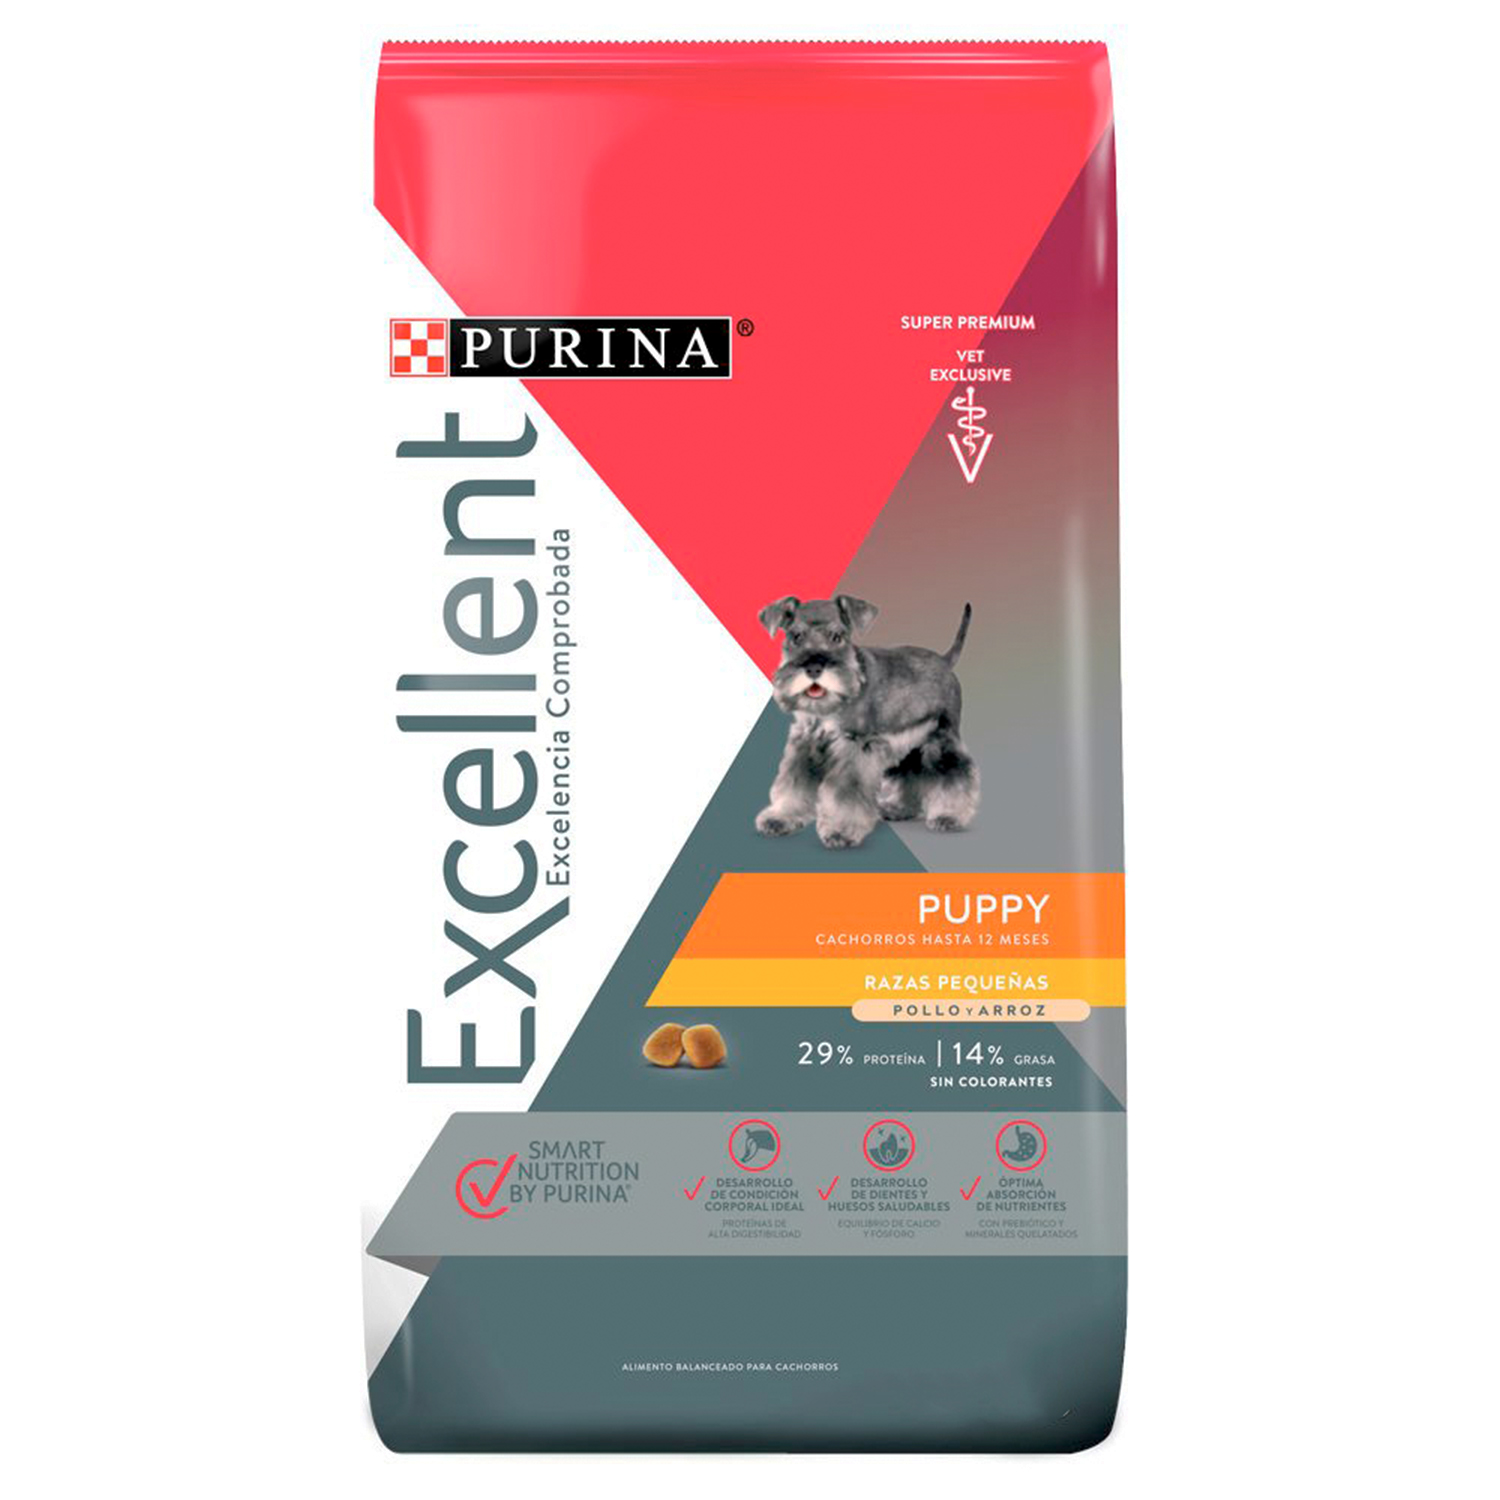 PURINA®
SUPER PREMIUM
VET
EXCLUSIVE
V
Excellent
Excelencia Comprobada
PUPPY
CACHORROS HASTA 12 MESES
RAZAS PEQUEÑAS
POLLO Y ARROZ
29% PROTEÍNA | 14% GRASA
SIN COLORANTES
SMART
NUTRITION
BY PURINA®
DESARROLLO
DE CONDICIÓN
CORPORAL IDEAL
PROTEÍNAS DE
ALTA DIGESTIBILIDAD
DESARROLLO
DE DIENTES Y
HUESOS SALUDABLES
EQUILIBRIO DE CALCIO
Y FÓSFORO
ÓPTIMA
ABSORCIÓN
DE NUTRIENTES
CON PREBIÓTICO Y
MINERALES QUELATADOS
ALIMENTO BALANCEADO PARA CACHORROS